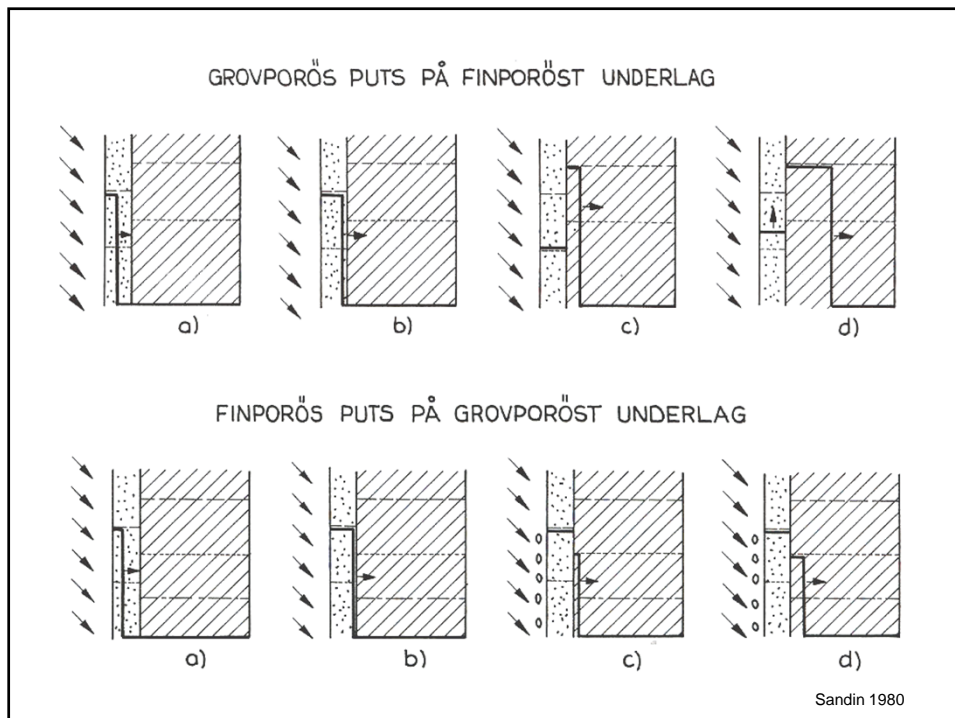 GROVPORÖS PUTS PÅ FINPORÖST UNDERLAG
a) b) c) d)
FINPORÖS PUTS PÅ GROVPORÖST UNDERLAG
a) b) c) d)
Sandin 1980